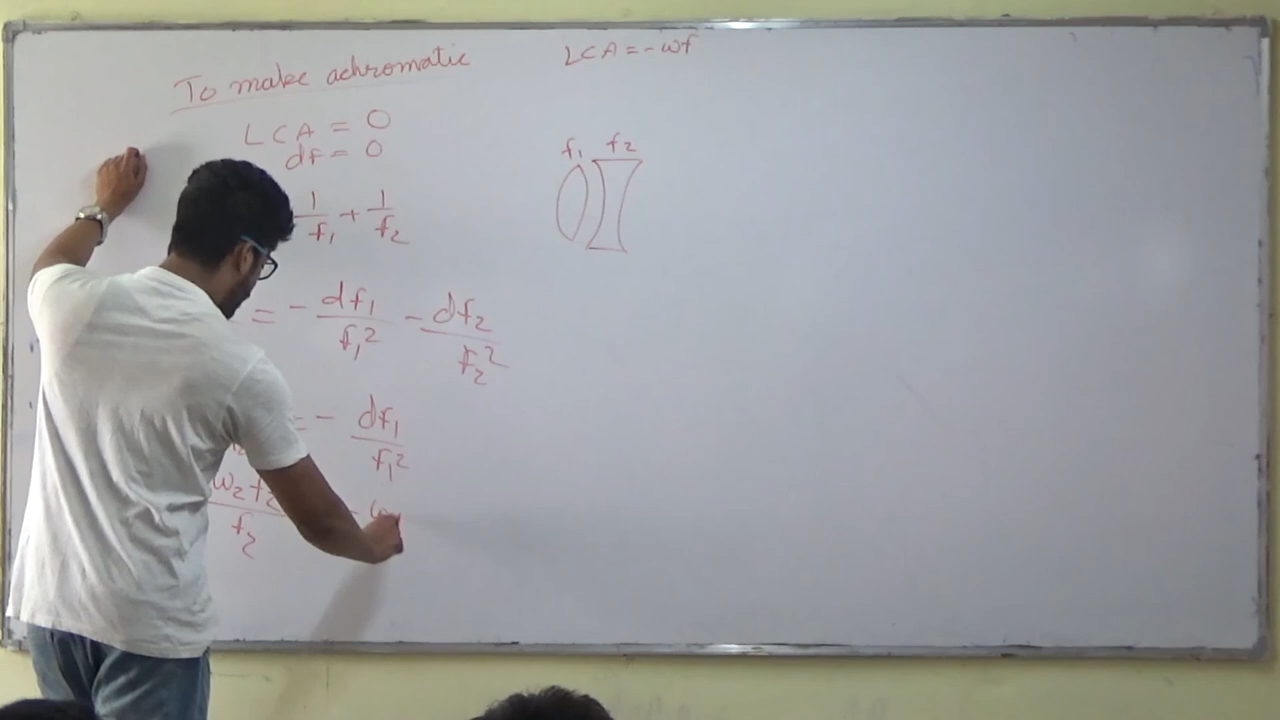 To make achromatic
LCA = 0
df = 0
1/f₁ + 1/f₂
= - df₁/f₁² - df₂/f₂²
= - df₁/f₁²
ω₂f₂/f₂ - ω
LCA = -ωf
f₁ f₂